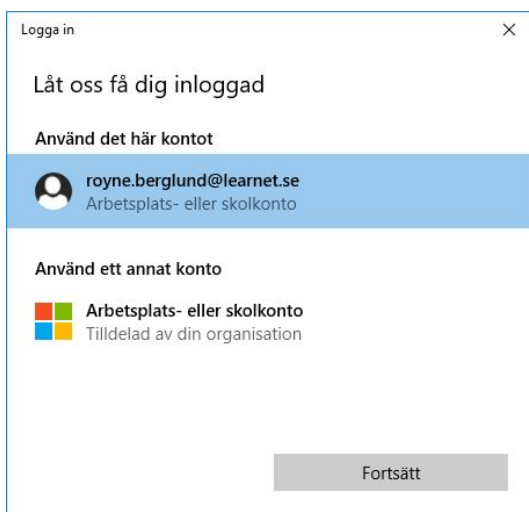 Logga in
Låt oss få dig inloggad
Använd det här kontot
royne.berglund@learnet.se
Arbetsplats- eller skolkonto
Använd ett annat konto
Arbetsplats- eller skolkonto
Tilldelad av din organisation
Fortsätt